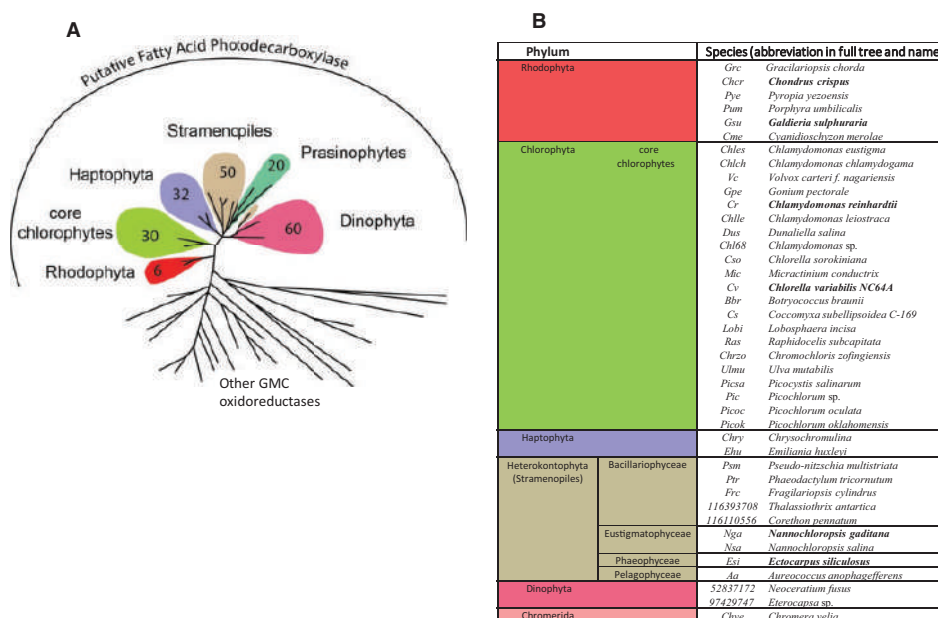 A
Putative Fatty Acid Photodecarboxylase
Stramenopiles
50
20
Prasinophytes
Haptophyta
32
core
chlorophytes
30
60
Dinophyta
Rhodophyta
6
Other GMC
oxidoreductases
B
Phylum Species (abbreviation in full tree and name
Rhodophyta Grc Gracilariopsis chorda
Chcr Chondrus crispus
Pye Pyropia yezoensis
Pum Porphyra umbilicalis
Gsu Galdieria sulphuraria
Cme Cyanidioschyzon merolae
Chlorophyta core Chles Chlamydomonas eustigma
chlorophytes Chlch Chlamydomonas chlamydogama
Vc Volvox carteri f. nagariensis
Gpe Gonium pectorale
Cr Chlamydomonas reinhardtii
Chlle Chlamydomonas leiostraca
Dus Dunaliella salina
Chl68 Chlamydomonas sp.
Cso Chlorella sorokiniana
Mic Micractinium conductrix
Cv Chlorella variabilis NC64A
Bbr Botryococcus braunii
Cs Coccomyxa subellipsoidea C-169
Lobi Lobosphaera incisa
Ras Raphidocelis subcapitata
Chrzo Chromochloris zofingiensis
Ulmu Ulva mutabilis
Picsa Picocystis salinarum
Pic Picochlorum sp.
Picoc Picochlorum oculata
Picok Picochlorum oklahomensis
Haptophyta Chry Chrysochromulina
Ehu Emiliania huxleyi
Heterokontophyta Bacillariophyceae Psm Pseudo-nitzschia multistriata
(Stramenopiles) Ptr Phaeodactylum tricornutum
Frc Fragilariopsis cylindrus
116393708 Thalassiothrix antartica
116110556 Corethon pennatum
Eustigmatophyceae Nga Nannochloropsis gaditana
Nsa Nannochloropsis salina
Phaeophyceae Esi Ectocarpus siliculosus
Pelagophyceae Aa Aureococcus anophagefferens
Dinophyta 52837172 Neoceratium fusus
97429747 Eterocapsa sp.
Chromerida Chve Chromera velia